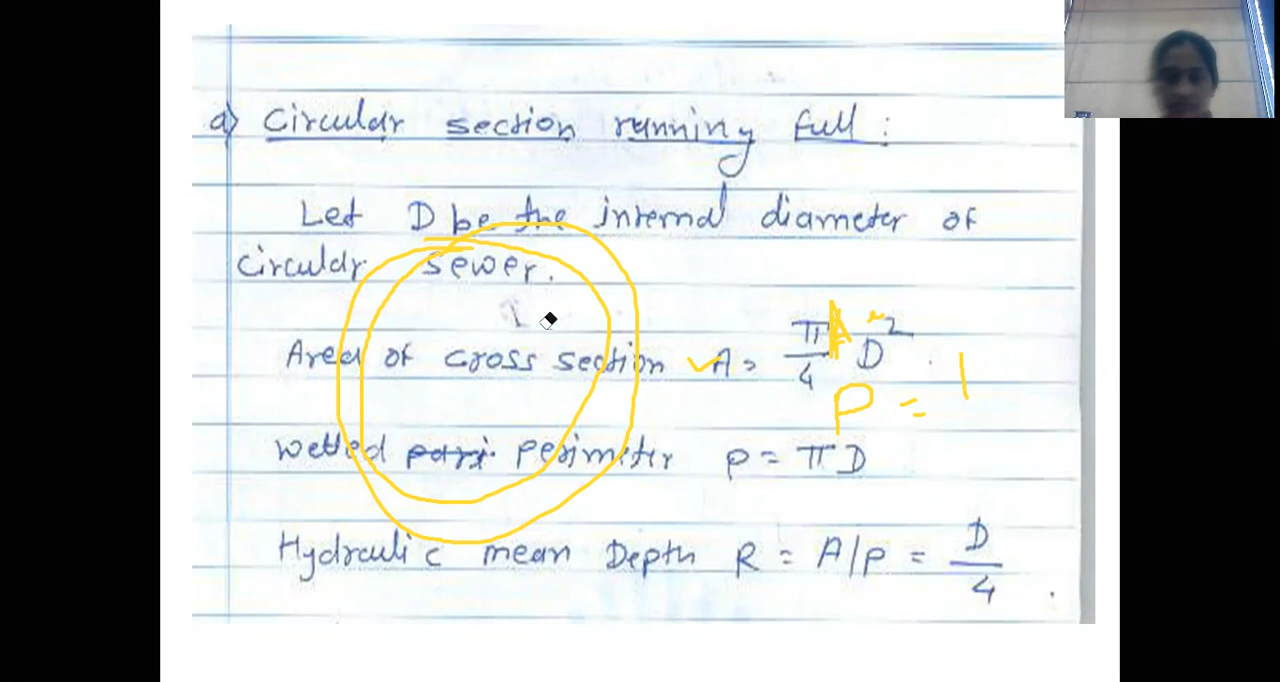 a) Circular section running full :
Let D be the internal diameter of
circular sewer.
Area of cross section A = π/4 D²
P = 1
wetted pari perimeter p = π D
Hydraulic mean Depth R = A/p = D/4 .